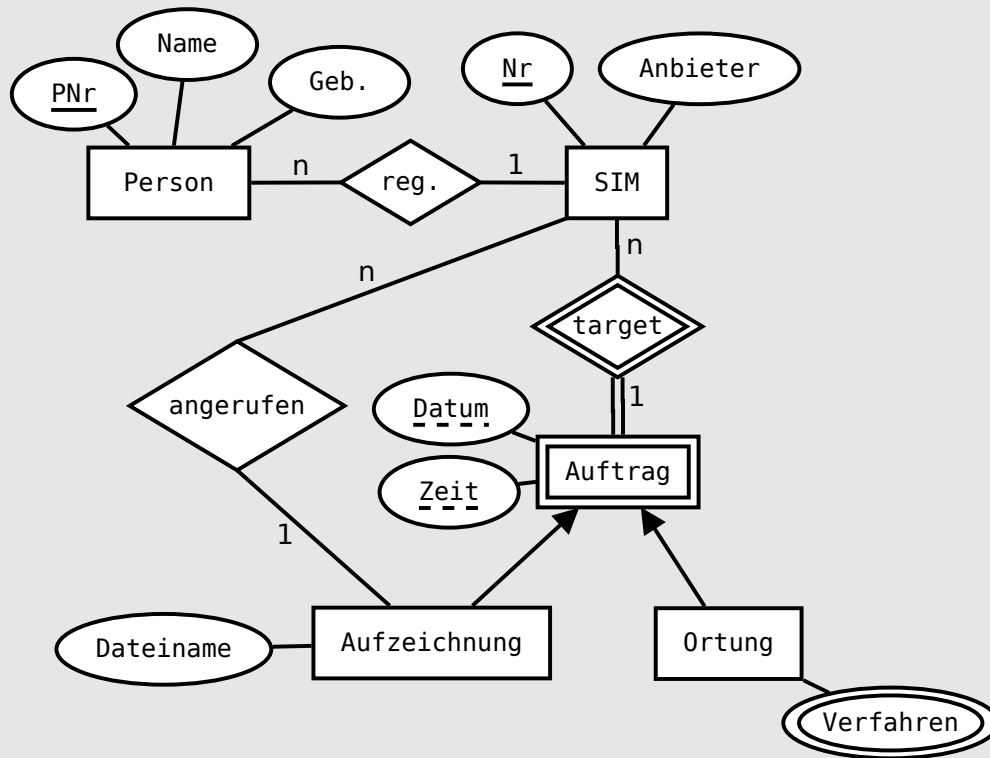 Name
Nr
Anbieter
PNr
Geb.
Person
n
reg.
1
SIM
n
n
target
angerufen
1
Datum
Auftrag
Zeit
1
Aufzeichnung
Ortung
Dateiname
Verfahren